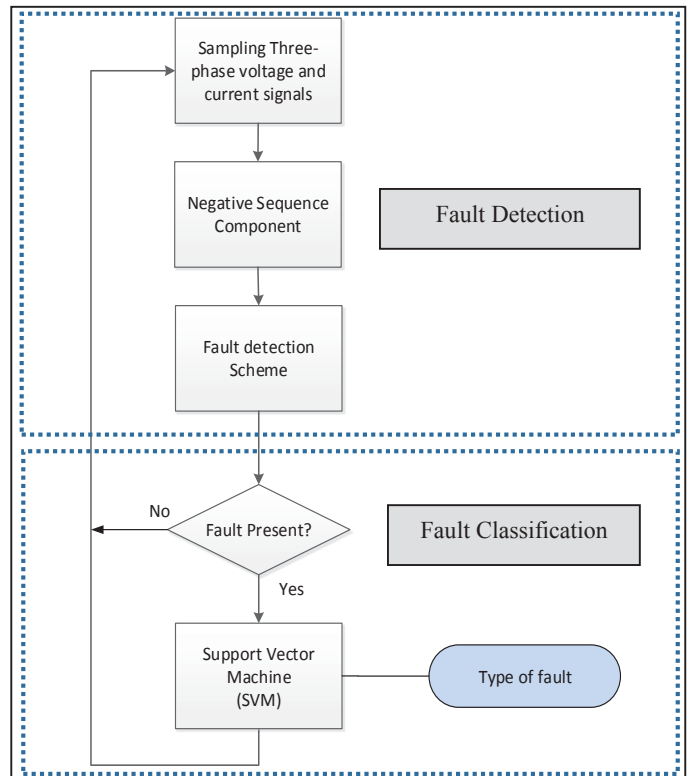 Sampling Three-
phase voltage and
current signals
Negative Sequence
Component
Fault Detection
Fault detection
Scheme
No
Fault Present?
Fault Classification
Yes
Support Vector
Machine
(SVM)
Type of fault